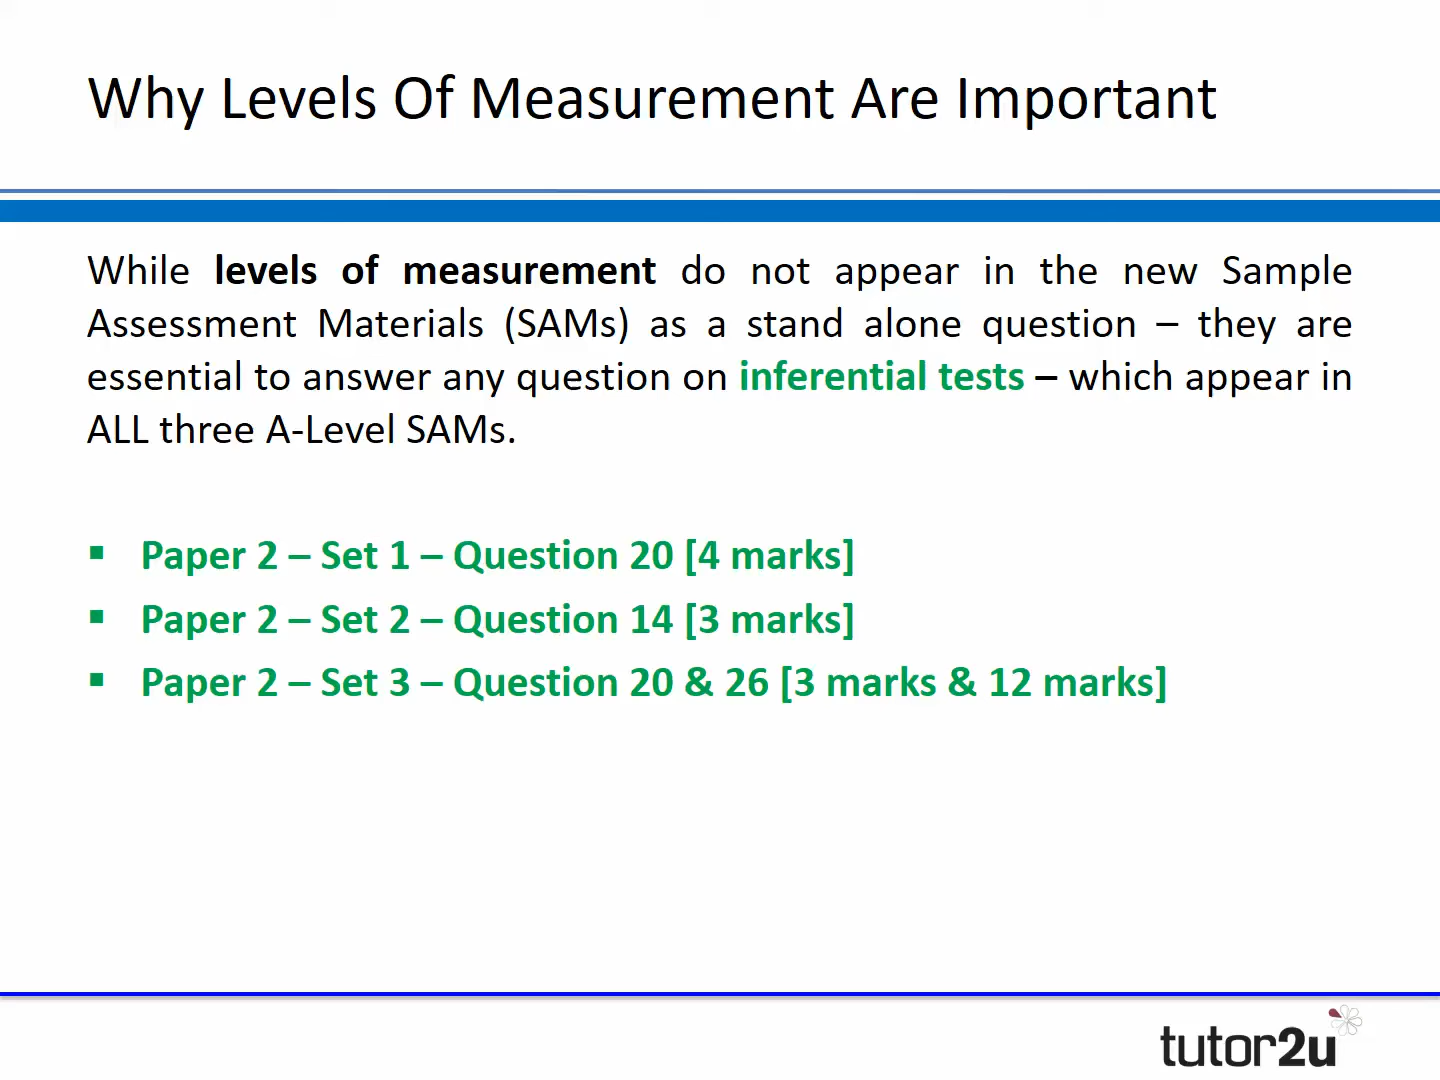 Why Levels Of Measurement Are Important
While levels of measurement do not appear in the new Sample
Assessment Materials (SAMs) as a stand alone question – they are
essential to answer any question on inferential tests – which appear in
ALL three A-Level SAMs.
▪ Paper 2 – Set 1 – Question 20 [4 marks]
▪ Paper 2 – Set 2 – Question 14 [3 marks]
▪ Paper 2 – Set 3 – Question 20 & 26 [3 marks & 12 marks]
tutor2u